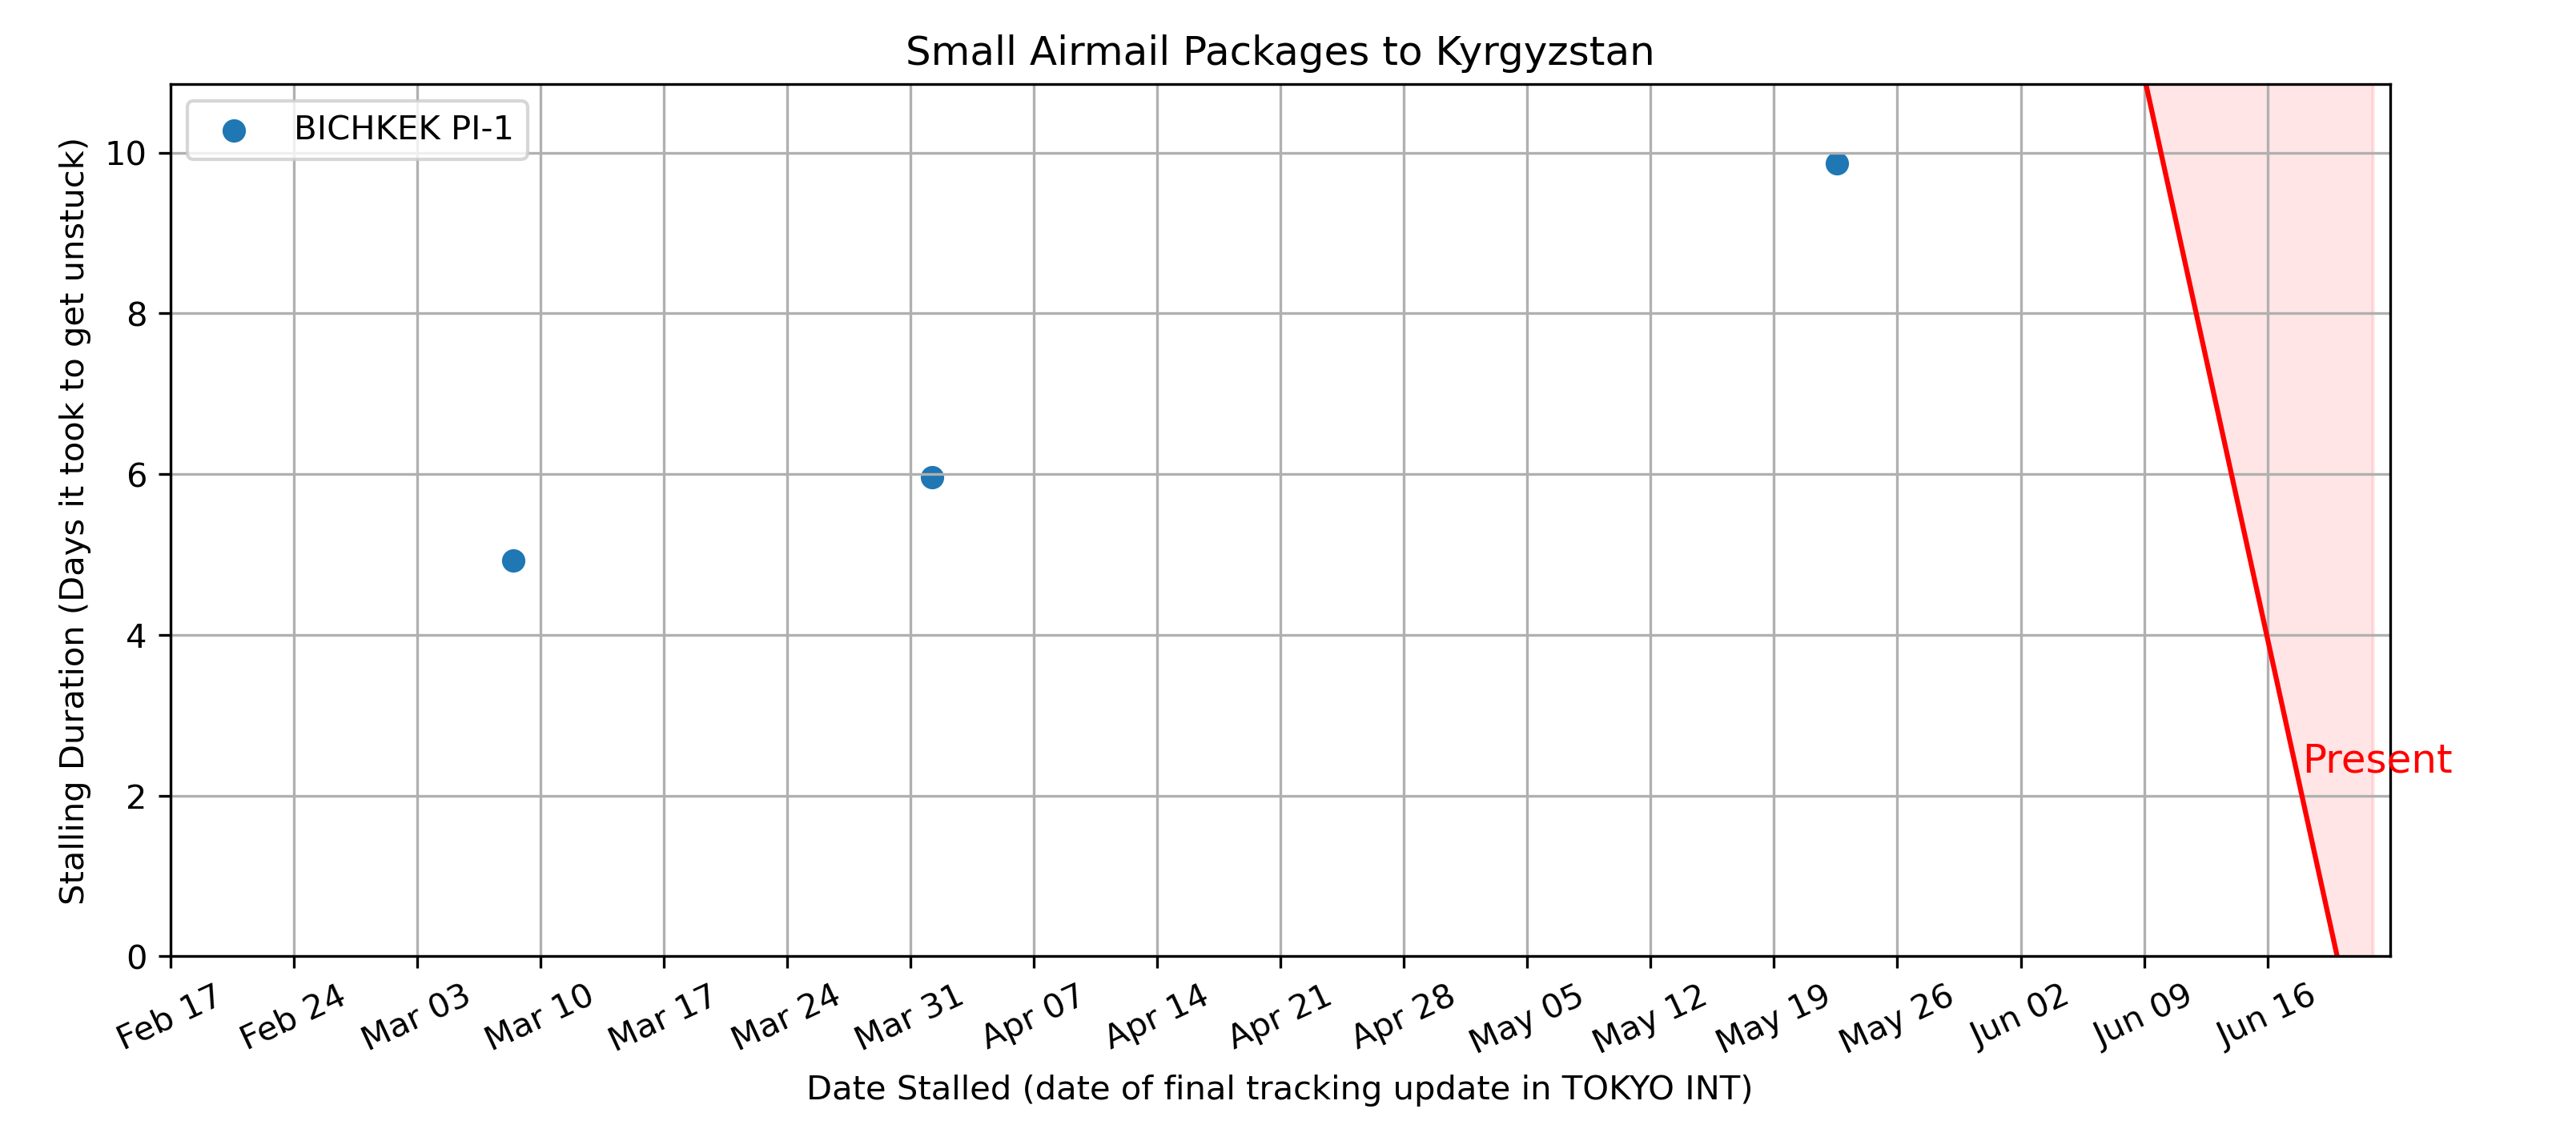 Small Airmail Packages to Kyrgyzstan
BICHKEK PI-1
Stalling Duration (Days it took to get unstuck)
10
8
6
4
2
0
Present
Feb 17
Feb 24
Mar 03
Mar 10
Mar 17
Mar 24
Mar 31
Apr 07
Apr 14
Apr 21
Apr 28
May 05
May 12
May 19
May 26
Jun 02
Jun 09
Jun 16
Date Stalled (date of final tracking update in TOKYO INT)